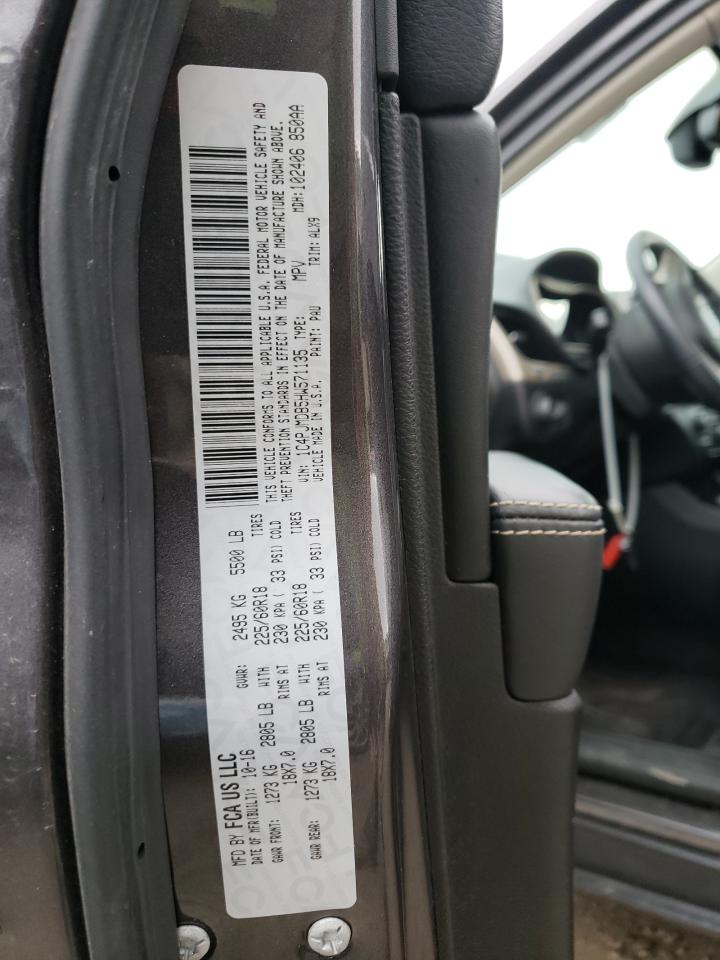 MFD BY FCA US LLC
DATE OF MFR(BUILT): 10-16 GVWR: 2495 KG 5500 LB
GAWR FRONT: 1273 KG 2805 LB WITH 225/60R18 TIRES
18X7.0 RIMS AT 230 KPA ( 33 PSI) COLD
GAWR REAR: 1273 KG 2805 LB WITH 225/60R18 TIRES
18X7.0 RIMS AT 230 KPA ( 33 PSI) COLD
THIS VEHICLE CONFORMS TO ALL APPLICABLE U.S.A. FEDERAL MOTOR VEHICLE SAFETY AND
THEFT PREVENTION STANDARDS IN EFFECT ON THE DATE OF MANUFACTURE SHOWN ABOVE.
VIN: 1C4PJMDB5HW571135 TYPE: MPV MDH:102406 850AA
VEHICLE MADE IN U.S.A. PAINT: PAU TRIM:ALX9